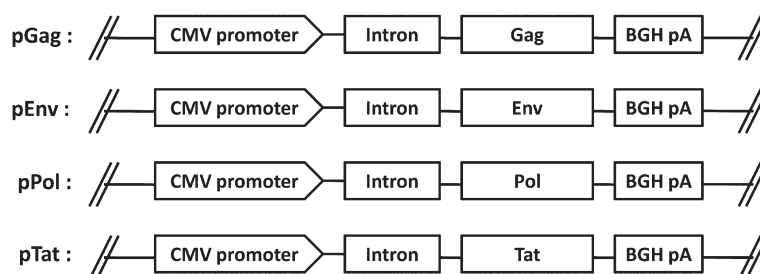 pGag : CMV promoter Intron Gag BGH pA
pEnv : CMV promoter Intron Env BGH pA
pPol : CMV promoter Intron Pol BGH pA
pTat : CMV promoter Intron Tat BGH pA